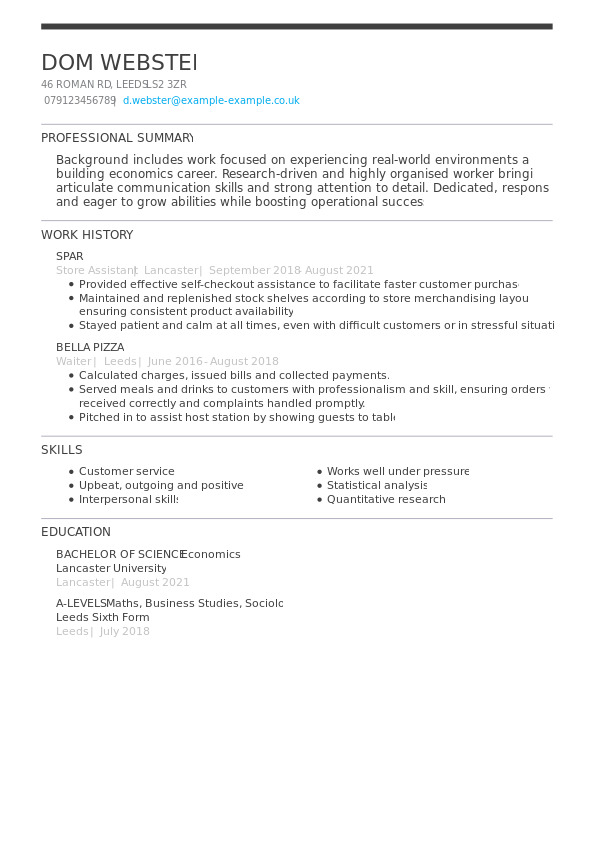 DOM WEBSTEI
46 ROMAN RD, LEEDS LS2 3ZR
079123456789 | d.webster@example-example.co.uk
PROFESSIONAL SUMMARY
Background includes work focused on experiencing real-world environments a
building economics career. Research-driven and highly organised worker bringi
articulate communication skills and strong attention to detail. Dedicated, respons
and eager to grow abilities while boosting operational succes
WORK HISTORY
SPAR
Store Assistant | Lancaster | September 2018 - August 2021
• Provided effective self-checkout assistance to facilitate faster customer purchas
• Maintained and replenished stock shelves according to store merchandising layou
ensuring consistent product availability
• Stayed patient and calm at all times, even with difficult customers or in stressful situati
BELLA PIZZA
Waiter | Leeds | June 2016 - August 2018
• Calculated charges, issued bills and collected payments.
• Served meals and drinks to customers with professionalism and skill, ensuring orders
received correctly and complaints handled promptly.
• Pitched in to assist host station by showing guests to table
SKILLS
• Customer service
• Upbeat, outgoing and positive
• Interpersonal skills
• Works well under pressure
• Statistical analysis
• Quantitative research
EDUCATION
BACHELOR OF SCIENCE Economics
Lancaster University
Lancaster | August 2021
A-LEVELS Maths, Business Studies, Sociolc
Leeds Sixth Form
Leeds | July 2018